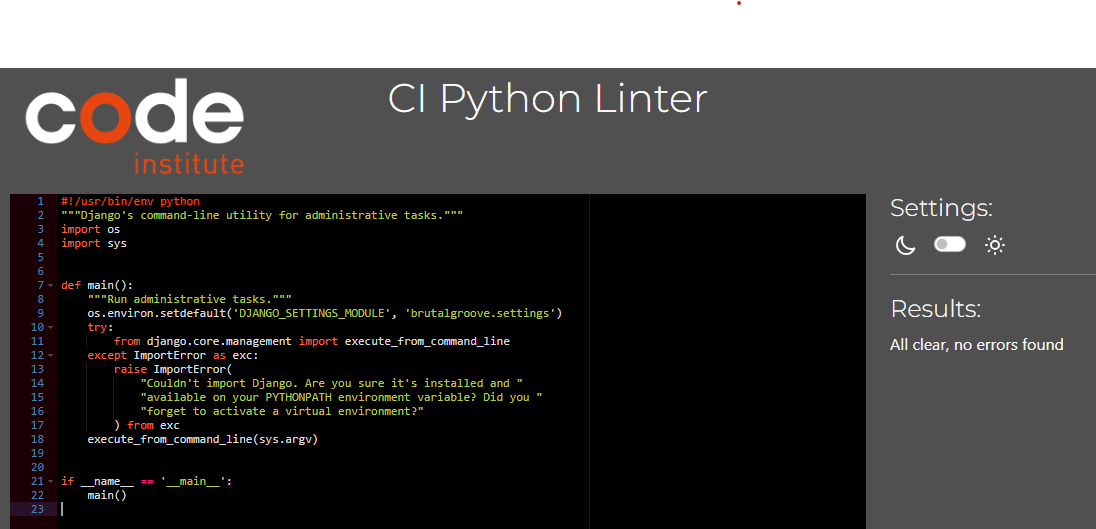 code
institute
CI Python Linter
1 #!/usr/bin/env python
2 """Django's command-line utility for administrative tasks."""
3 import os
4 import sys
5
6
7 def main():
8     """Run administrative tasks."""
9     os.environ.setdefault('DJANGO_SETTINGS_MODULE', 'brutalgroove.settings')
10     try:
11         from django.core.management import execute_from_command_line
12     except ImportError as exc:
13         raise ImportError(
14             "Couldn't import Django. Are you sure it's installed and "
15             "available on your PYTHONPATH environment variable? Did you "
16             "forget to activate a virtual environment?"
17         ) from exc
18     execute_from_command_line(sys.argv)
19
20
21 if __name__ == '__main__':
22     main()
23
Settings:
Results:
All clear, no errors found